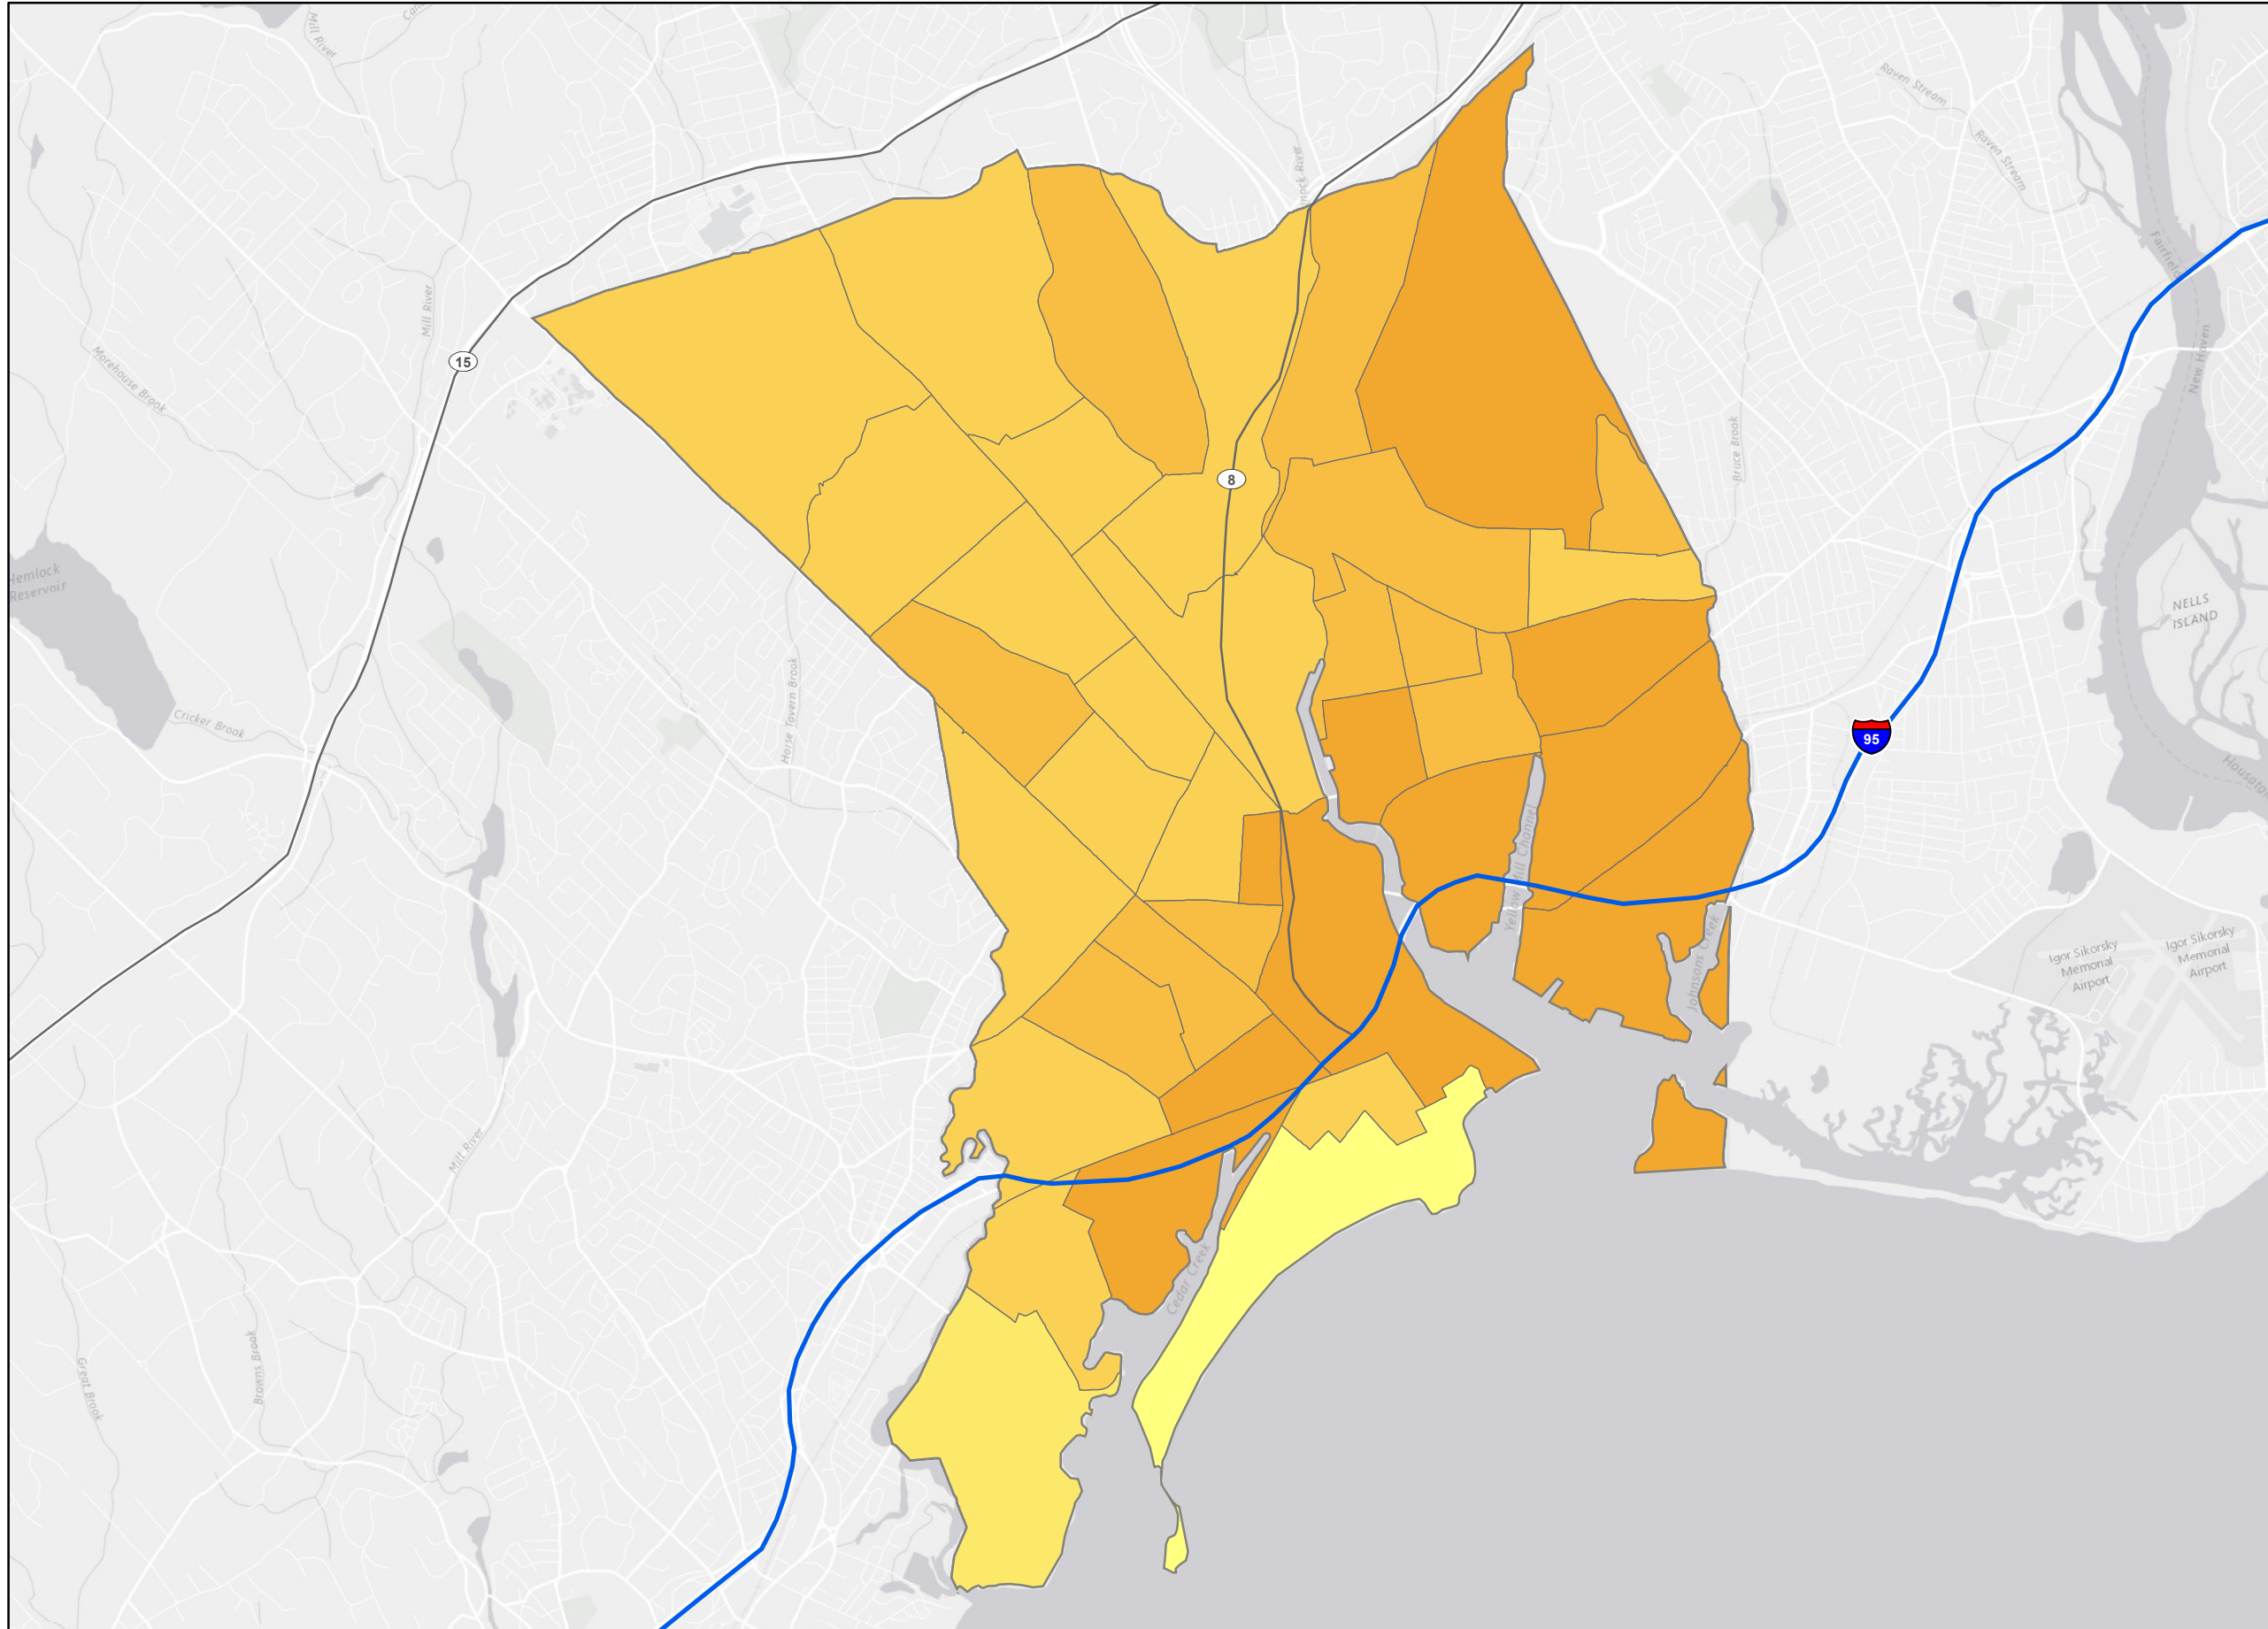 Mill River
Raven Stream
Raven Stream
Mill River
Morehouse Brook
15
Fairfield
New Haven
8
Bruce Brook
Hemlock
Reservoir
NELLS
ISLAND
Cricker Brook
Horse Tavern Brook
95
Yellow Mill Channel
Johnsons Creek
Igor Sikorsky
Memorial
Airport
Igor Sikorsky
Memorial
Airport
Mill River
Cedar Creek
Browns Brook
Great Brook